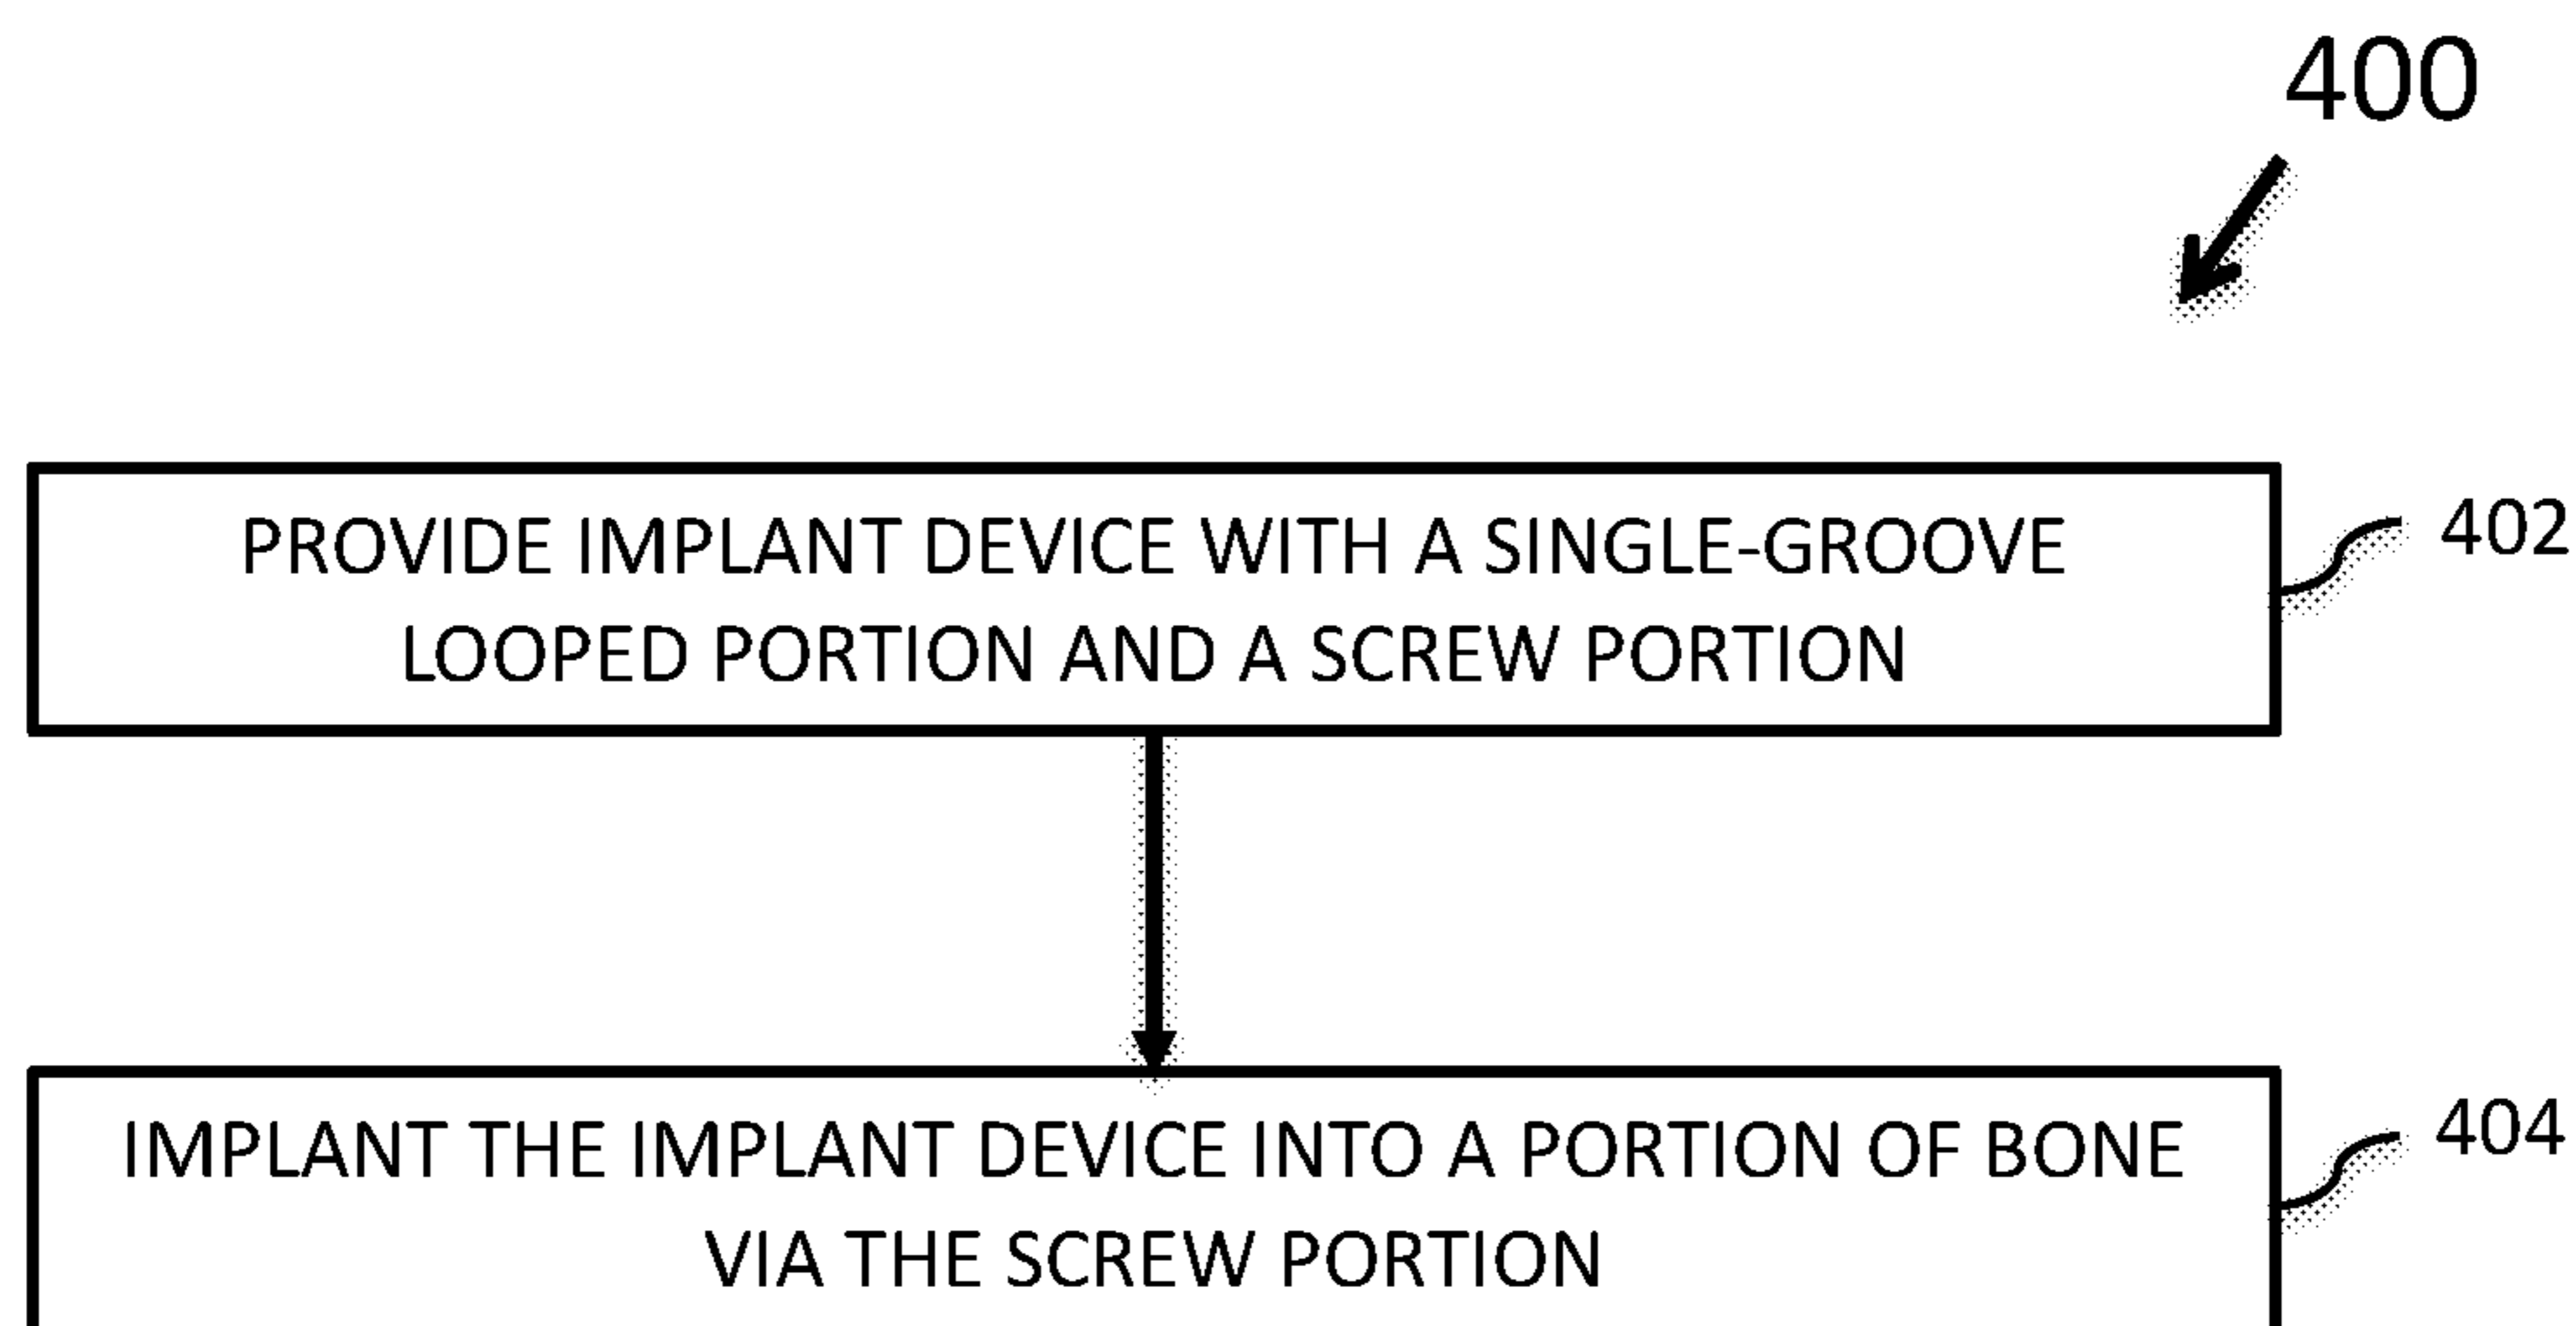 400
PROVIDE IMPLANT DEVICE WITH A SINGLE-GROOVE
LOOPED PORTION AND A SCREW PORTION
402
IMPLANT THE IMPLANT DEVICE INTO A PORTION OF BONE
VIA THE SCREW PORTION
404